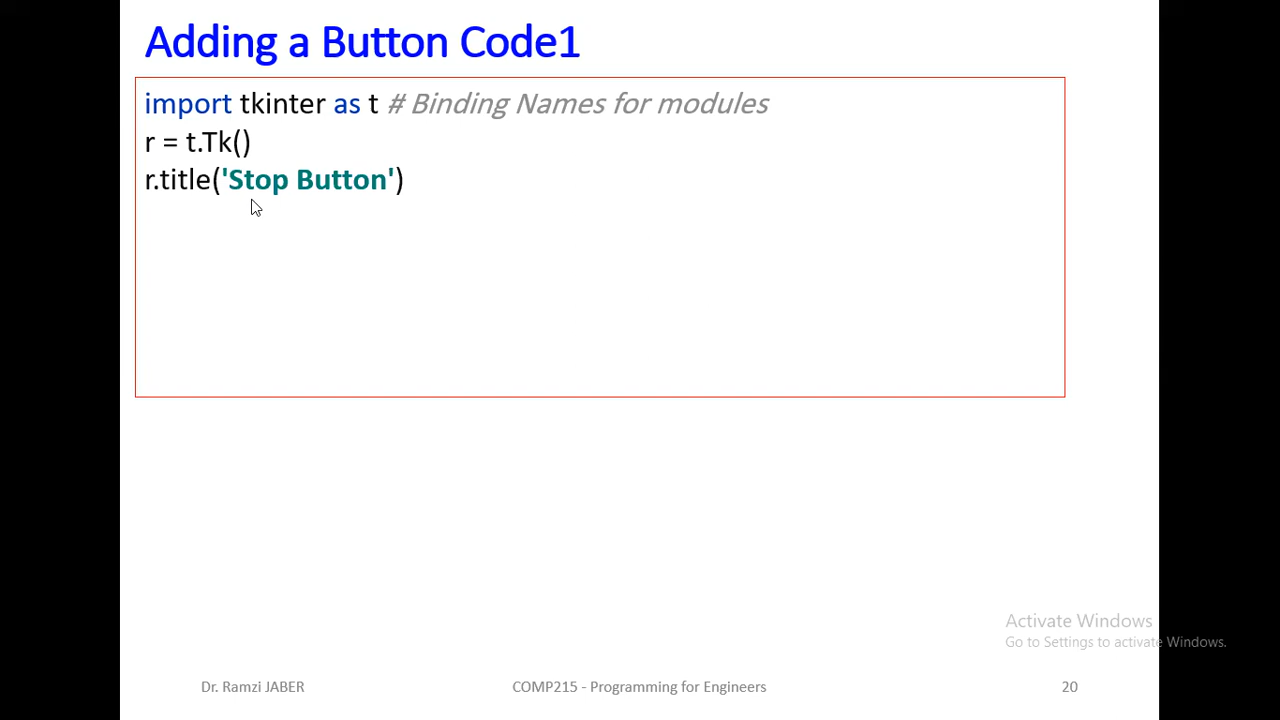 Adding a Button Code1
import tkinter as t # Binding Names for modules
r = t.Tk()
r.title('Stop Button')
Activate Windows
Go to Settings to activate Windows.
Dr. Ramzi JABER
COMP215 - Programming for Engineers
20